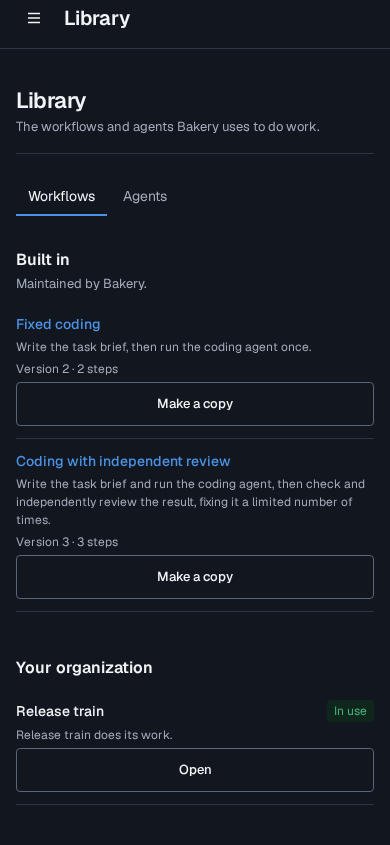 Library
Library
The workflows and agents Bakery uses to do work.
Workflows Agents
Built in
Maintained by Bakery.
Fixed coding
Write the task brief, then run the coding agent once.
Version 2 · 2 steps
Make a copy
Coding with independent review
Write the task brief and run the coding agent, then check and
independently review the result, fixing it a limited number of
times.
Version 3 · 3 steps
Make a copy
Your organization
Release train In use
Release train does its work.
Open